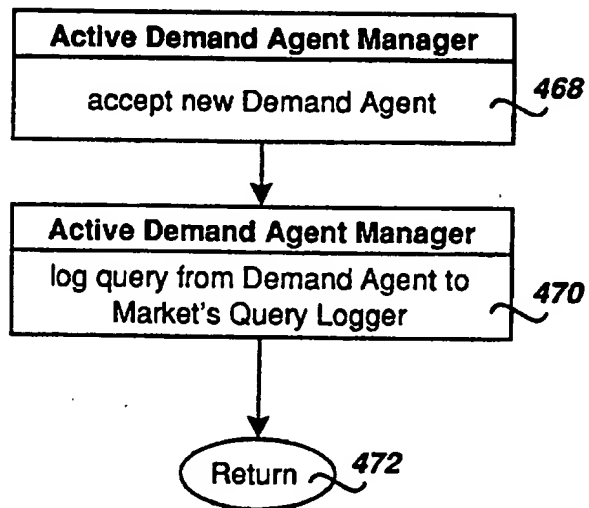 Active Demand Agent Manager
accept new Demand Agent
468
Active Demand Agent Manager
log query from Demand Agent to
Market's Query Logger
470
Return
472